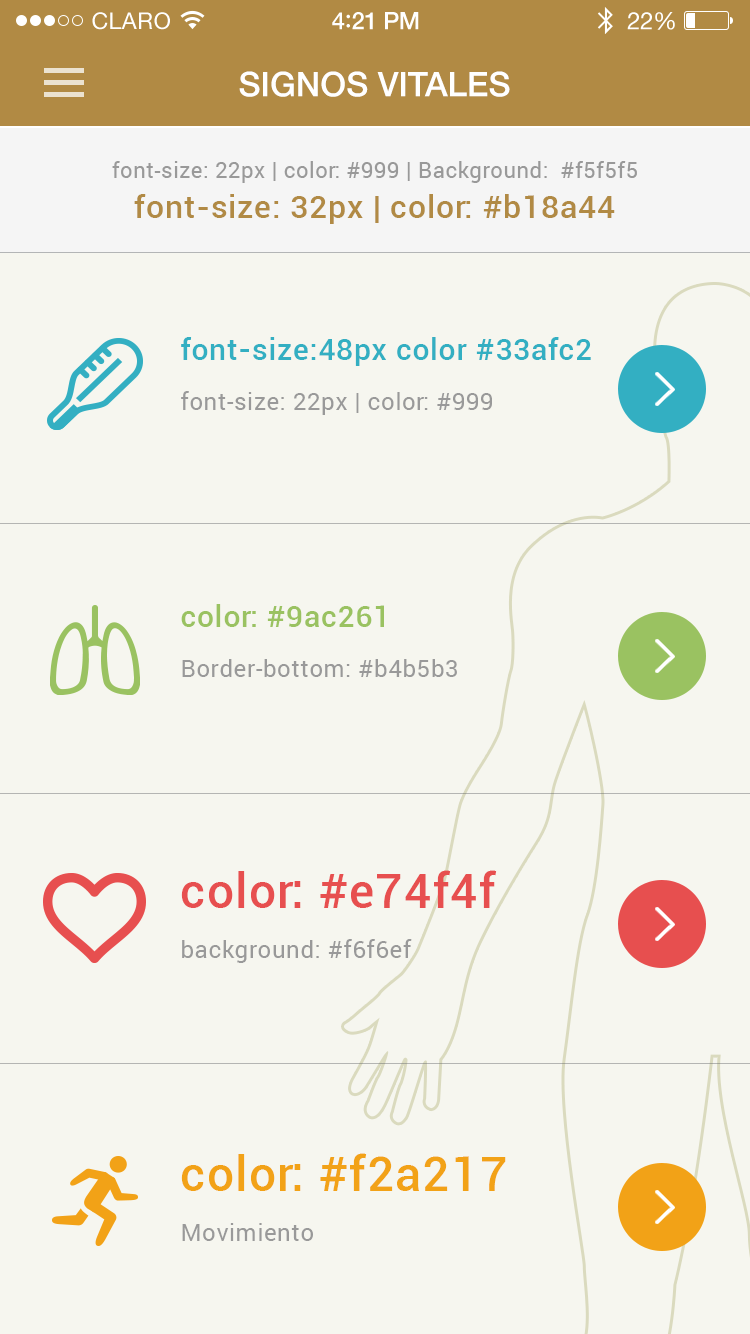 CLARO 4:21 PM 22%
SIGNOS VITALES
font-size: 22px | color: #999 | Background: #f5f5f5
font-size: 32px | color: #b18a44
font-size:48px color #33afc2
font-size: 22px | color: #999
color: #9ac261
Border-bottom: #b4b5b3
color: #e74f4f
background: #f6f6ef
color: #f2a217
Movimiento